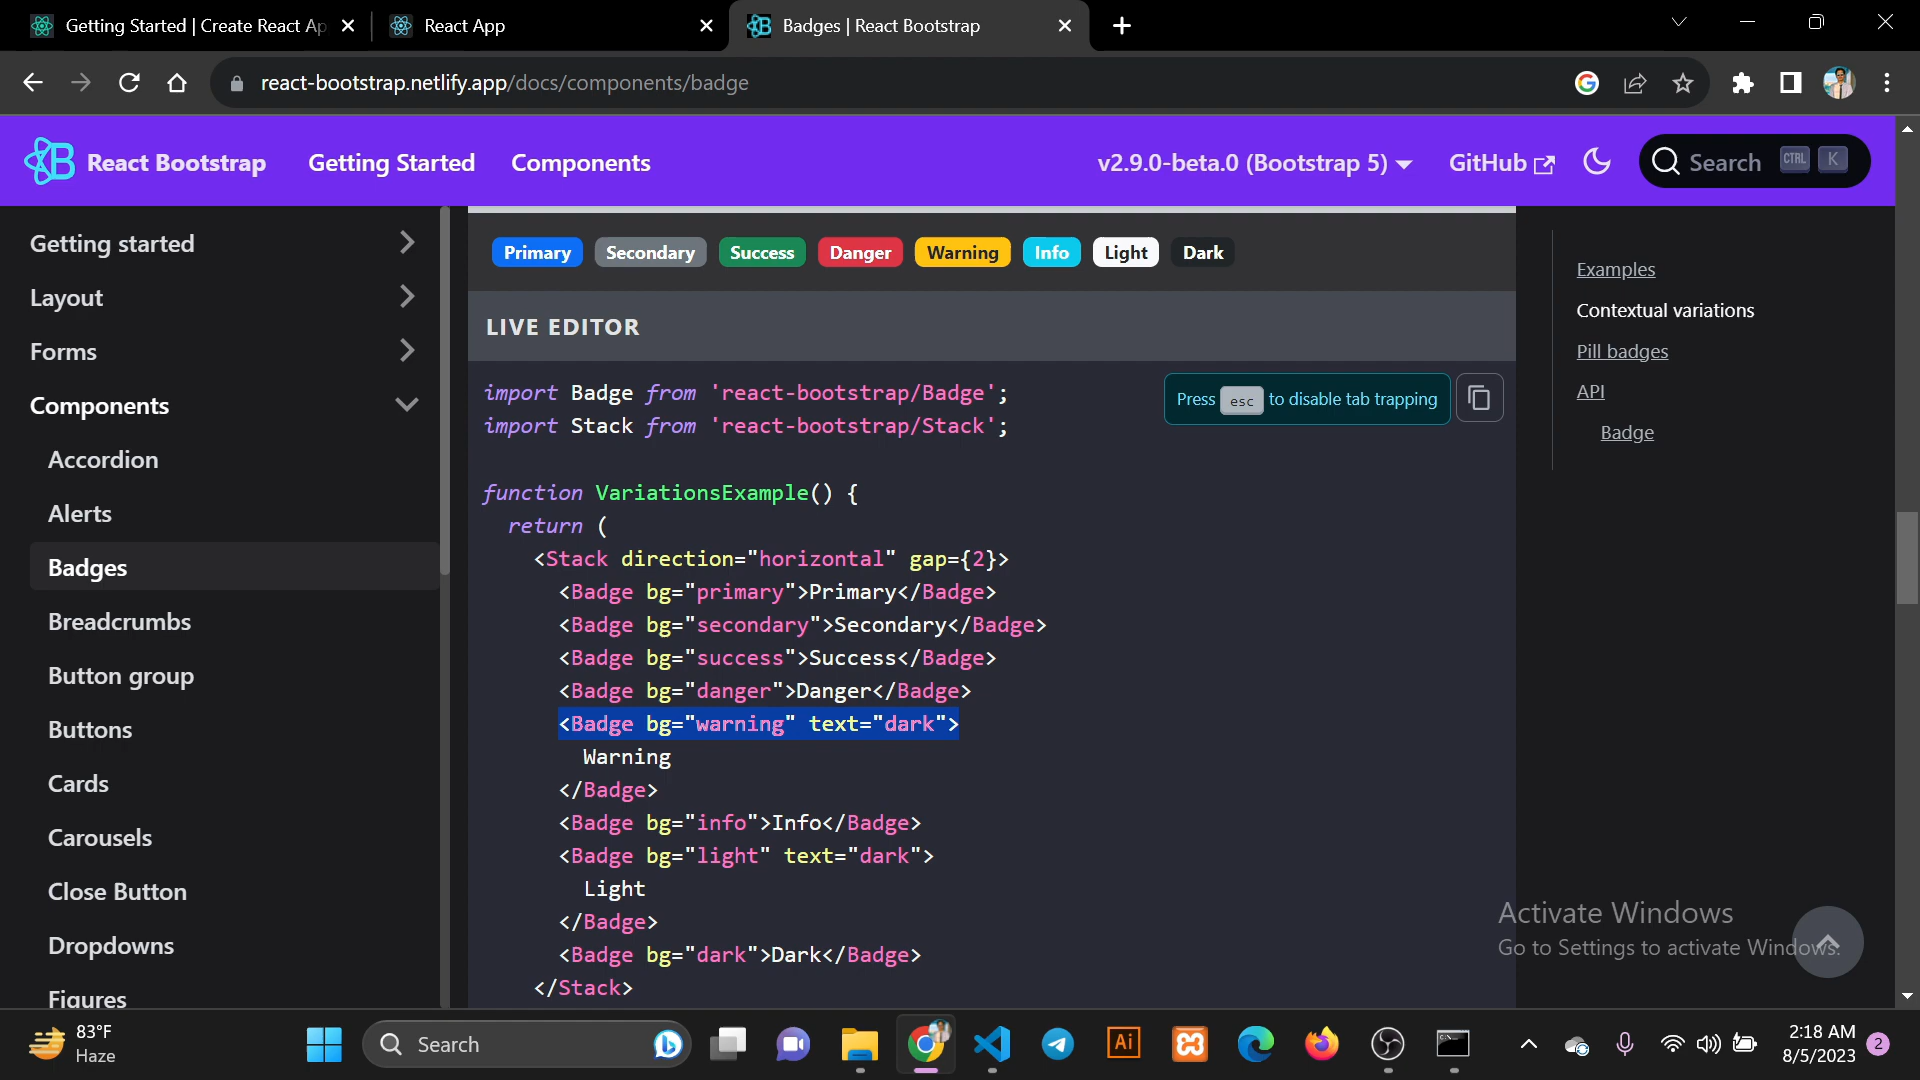 Getting Started | Create React Ap
React App
Badges | React Bootstrap
react-bootstrap.netlify.app/docs/components/badge
React Bootstrap
Getting Started
Components
v2.9.0-beta.0 (Bootstrap 5)
GitHub
Search
CTRL
K
Getting started
Layout
Forms
Components
Accordion
Alerts
Badges
Breadcrumbs
Button group
Buttons
Cards
Carousels
Close Button
Dropdowns
Figures
Primary
Secondary
Success
Danger
Warning
Info
Light
Dark
LIVE EDITOR
Press esc to disable tab trapping
import Badge from 'react-bootstrap/Badge';
import Stack from 'react-bootstrap/Stack';
function VariationsExample() {
return (
<Stack direction="horizontal" gap={2}>
<Badge bg="primary">Primary</Badge>
<Badge bg="secondary">Secondary</Badge>
<Badge bg="success">Success</Badge>
<Badge bg="danger">Danger</Badge>
<Badge bg="warning" text="dark">
Warning
</Badge>
<Badge bg="info">Info</Badge>
<Badge bg="light" text="dark">
Light
</Badge>
<Badge bg="dark">Dark</Badge>
</Stack>
Examples
Contextual variations
Pill badges
API
Badge
Activate Windows
Go to Settings to activate Windows.
83°F
Haze
Search
Ai
2:18 AM
8/5/2023
2